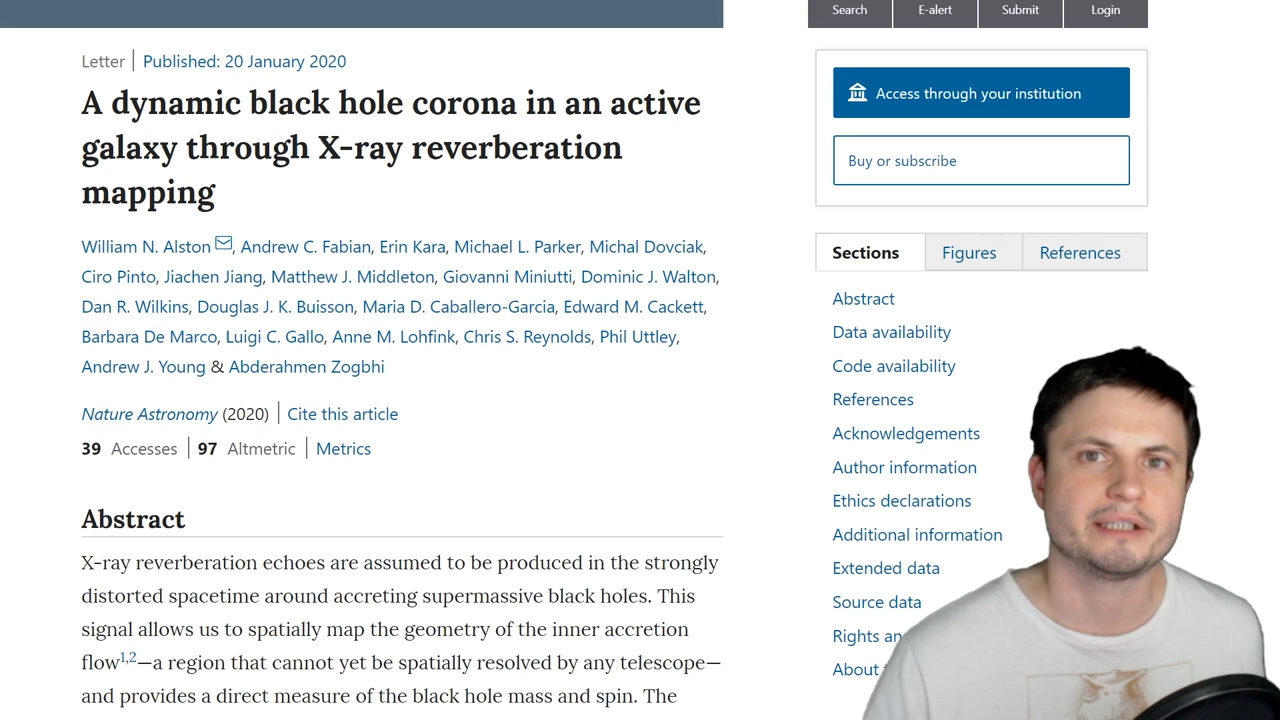 Search E-alert Submit Login
Letter Published: 20 January 2020
A dynamic black hole corona in an active
galaxy through X-ray reverberation
mapping
William N. Alston, Andrew C. Fabian, Erin Kara, Michael L. Parker, Michal Dovciak,
Ciro Pinto, Jiachen Jiang, Matthew J. Middleton, Giovanni Miniutti, Dominic J. Walton,
Dan R. Wilkins, Douglas J. K. Buisson, Maria D. Caballero-Garcia, Edward M. Cackett,
Barbara De Marco, Luigi C. Gallo, Anne M. Lohfink, Chris S. Reynolds, Phil Uttley,
Andrew J. Young & Abderahmen Zogbhi
Nature Astronomy (2020) Cite this article
39 Accesses 97 Altmetric Metrics
Abstract
X-ray reverberation echoes are assumed to be produced in the strongly
distorted spacetime around accreting supermassive black holes. This
signal allows us to spatially map the geometry of the inner accretion
flow1,2—a region that cannot yet be spatially resolved by any telescope—
and provides a direct measure of the black hole mass and spin. The
Access through your institution
Buy or subscribe
Sections Figures References
Abstract
Data availability
Code availability
References
Acknowledgements
Author information
Ethics declarations
Additional information
Extended data
Source data
Rights
About